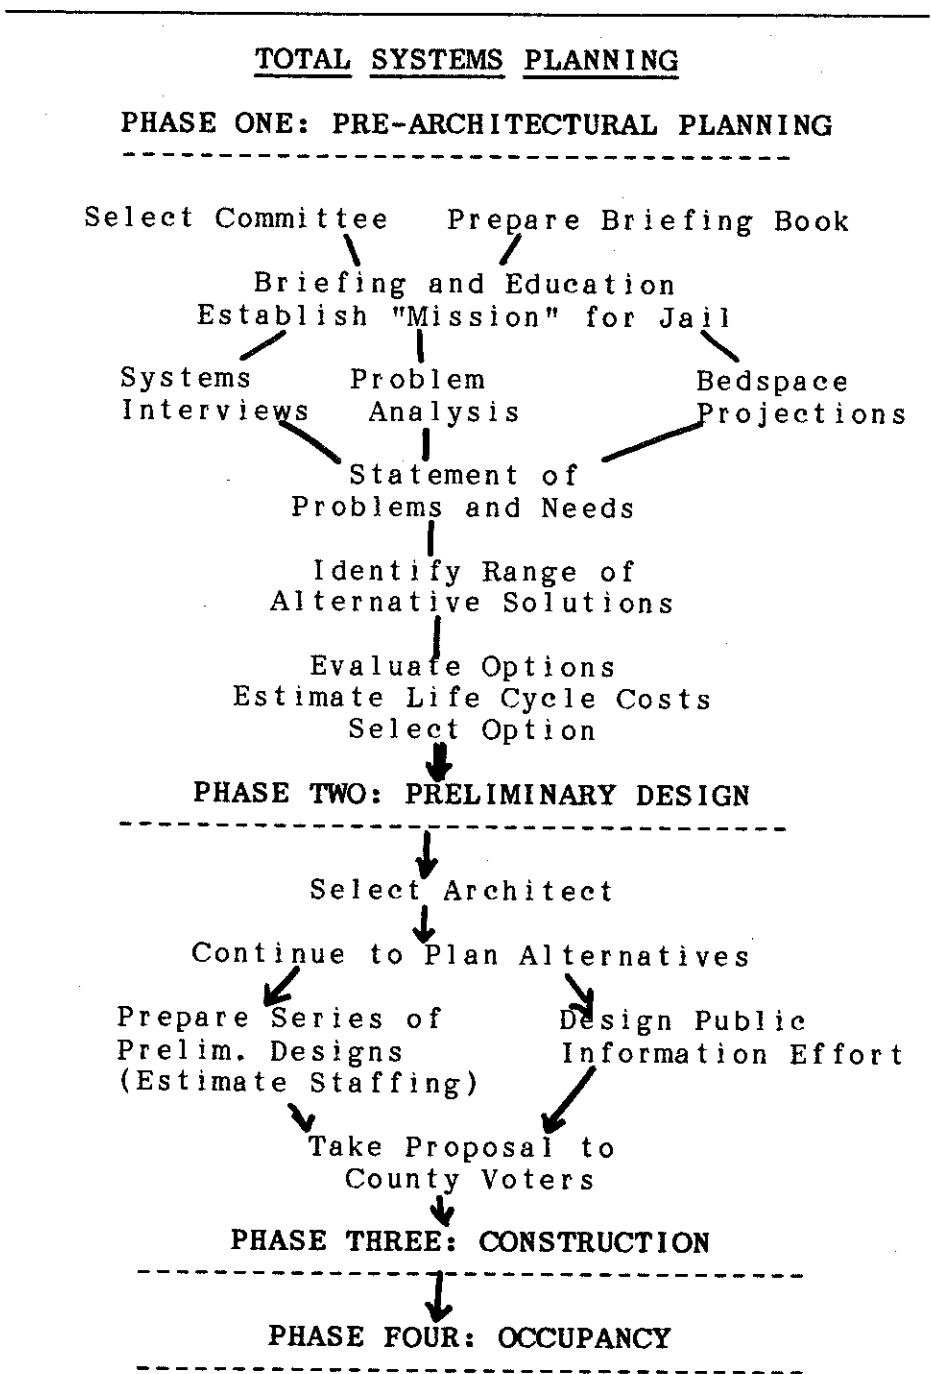 TOTAL SYSTEMS PLANNING
PHASE ONE: PRE-ARCHITECTURAL PLANNING
Select Committee Prepare Briefing Book
Briefing and Education
Establish "Mission" for Jail
Systems Problem Bedspace
Interviews Analysis Projections
Statement of
Problems and Needs
Identify Range of
Alternative Solutions
Evaluate Options
Estimate Life Cycle Costs
Select Option
PHASE TWO: PRELIMINARY DESIGN
Select Architect
Continue to Plan Alternatives
Prepare Series of Design Public
Prelim. Designs Information Effort
(Estimate Staffing)
Take Proposal to
County Voters
PHASE THREE: CONSTRUCTION
PHASE FOUR: OCCUPANCY